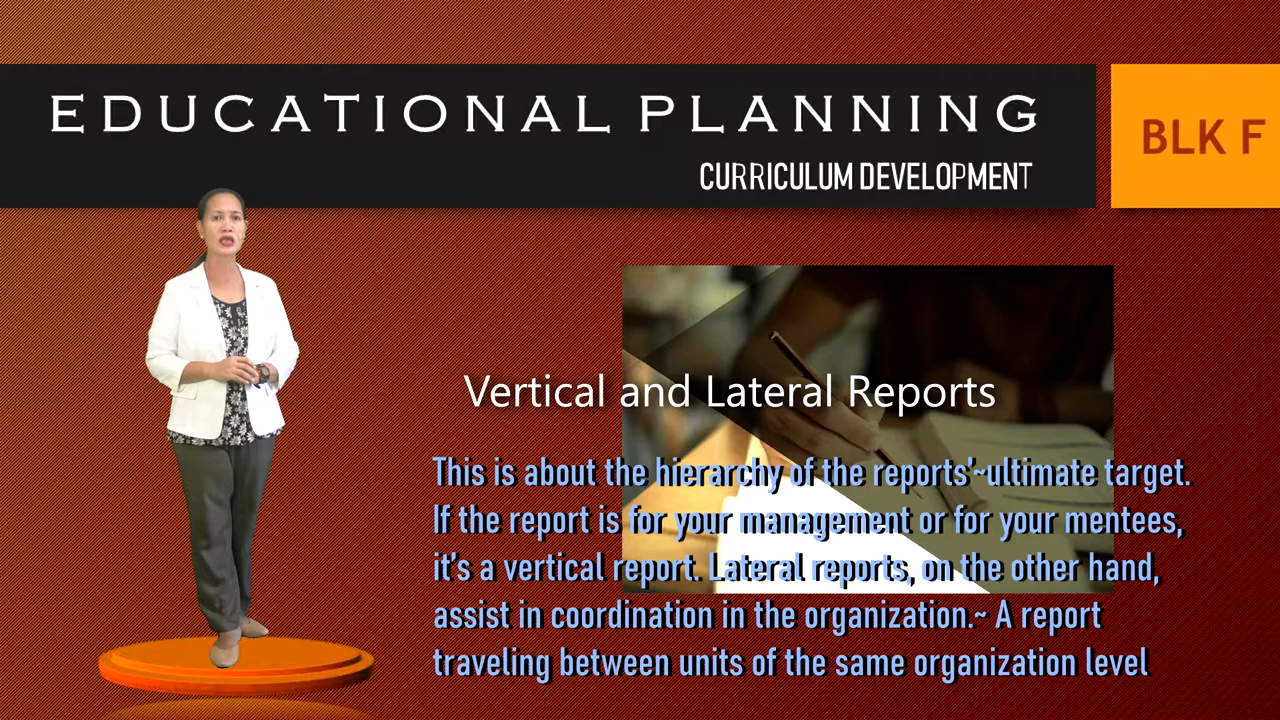 EDUCATIONAL PLANNING
CURRICULUM DEVELOPMENT
BLK F
Vertical and Lateral Reports
This is about the hierarchy of the reports’~ultimate target.
If the report is for your management or for your mentees,
it’s a vertical report. Lateral reports, on the other hand,
assist in coordination in the organization.~ A report
traveling between units of the same organization level